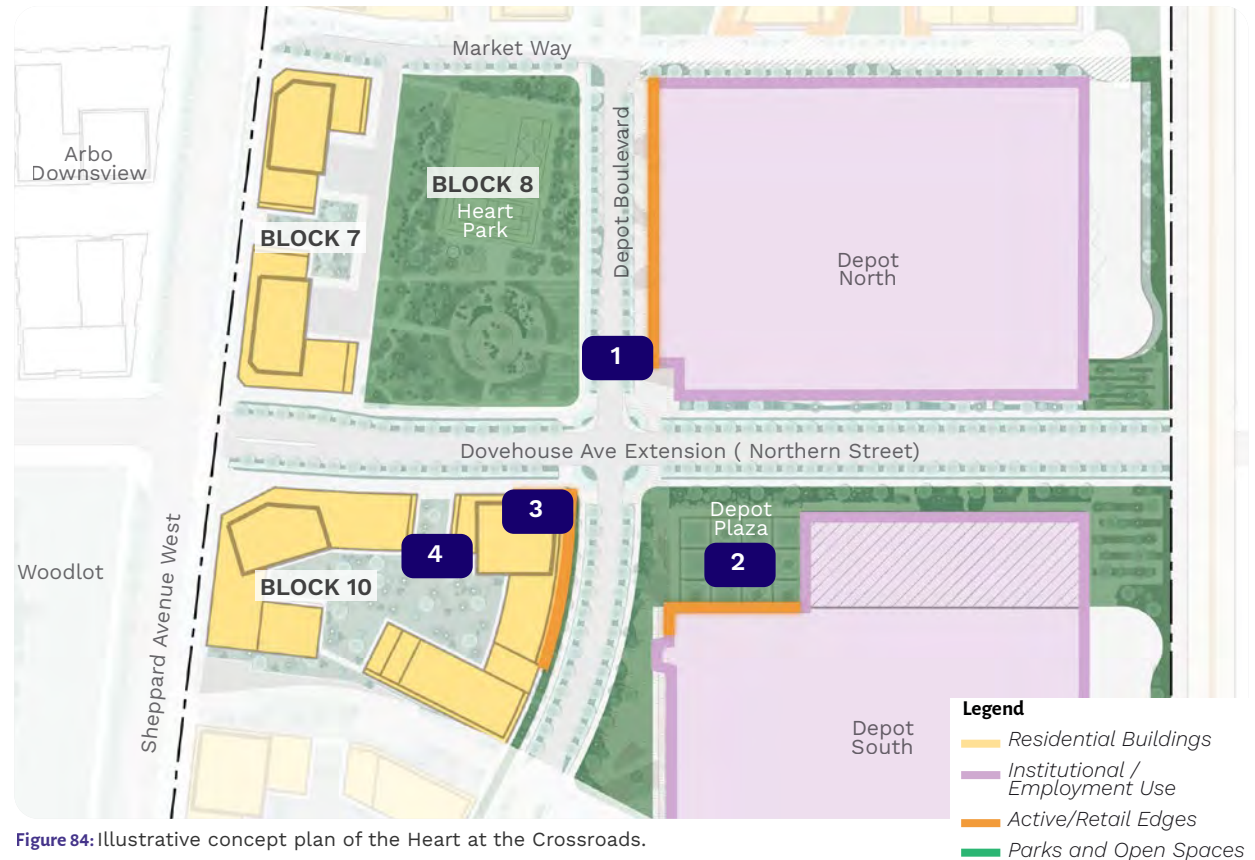 Market Way
Arbo
Downsview
BLOCK 8
Heart
Park
Depot Boulevard
BLOCK 7
Depot
North
1
Dovehouse Ave Extension ( Northern Street)
3
Depot
Plaza
4
2
Woodlot
BLOCK 10
Sheppard Avenue West
Depot
South
Legend
Residential Buildings
Institutional /
Employment Use
Active/Retail Edges
Parks and Open Spaces
Figure 84: Illustrative concept plan of the Heart at the Crossroads.